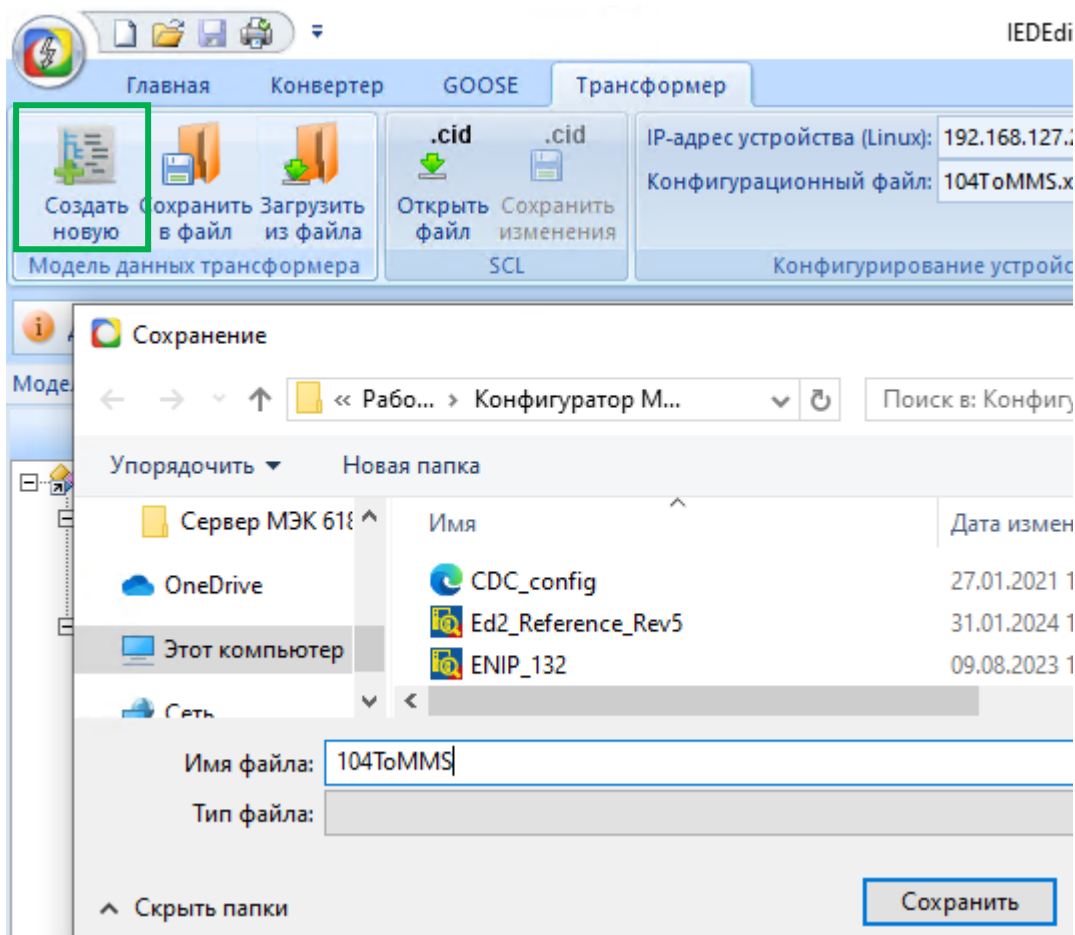 IEDEdi
Главная Конвертер GOOSE Трансформер
.cid .cid
IP-адрес устройства (Linux): 192.168.127.2
Конфигурационный файл: 104ToMMS.x
Создать новую
Сохранить в файл
Загрузить из файла
Открыть файл
Сохранить изменения
Модель данных трансформера SCL Конфигурирование устройс
Сохранение
Моде
« Рабо... › Конфигуратор М... Поиск в: Конфигу
Упорядочить Новая папка
Сервер МЭК 618 Имя Дата измен
OneDrive CDC_config 27.01.2021 1
Ed2_Reference_Rev5 31.01.2024 1
Этот компьютер ENIP_132 09.08.2023 1
Сеть
Имя файла: 104ToMMS
Тип файла:
Скрыть папки Сохранить